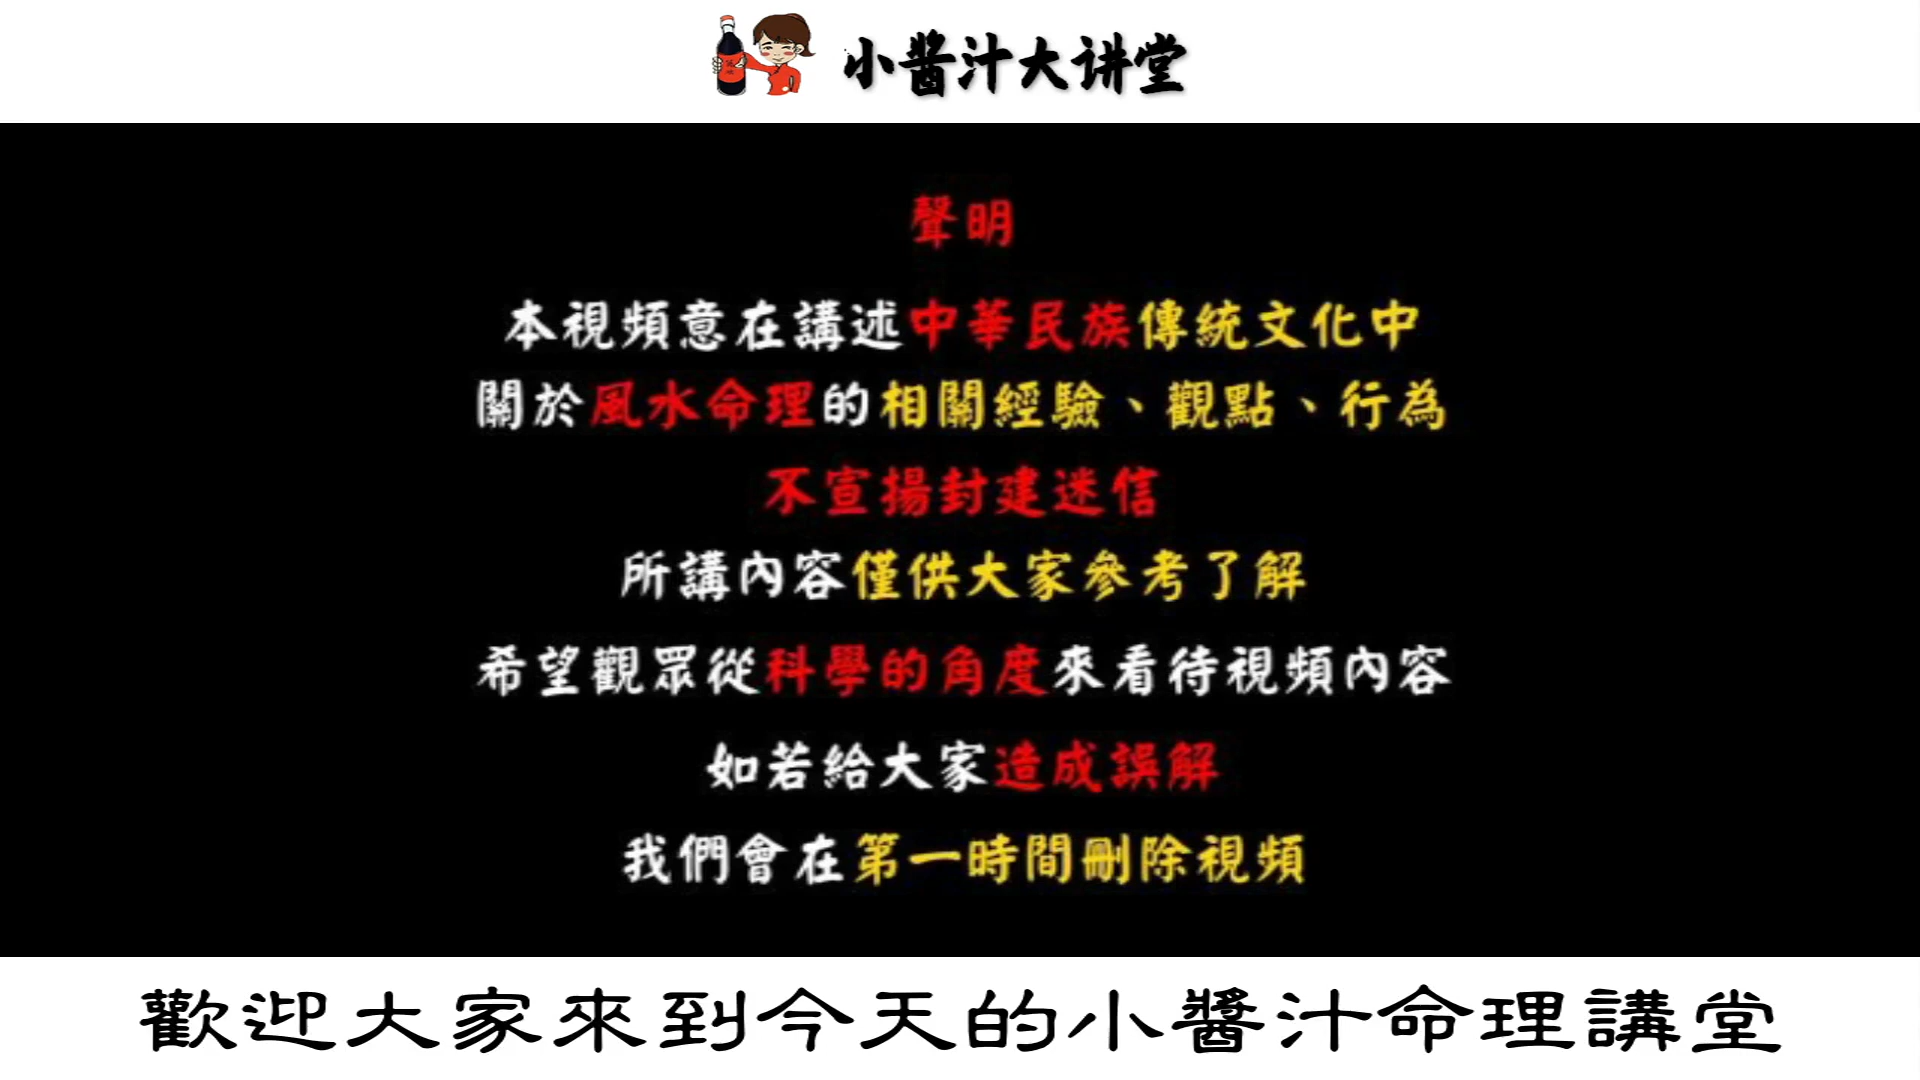 小醬汁大讲堂
聲明
本視頻意在講述中華民族傳統文化中
關於風水命理的相關經驗、觀點、行為
不宣揚封建迷信
所講內容僅供大家參考了解
希望觀眾從科學的角度來看待視頻內容
如若給大家造成誤解
我們會在第一時間刪除視頻
歡迎大家來到今天的小醬汁命理講堂